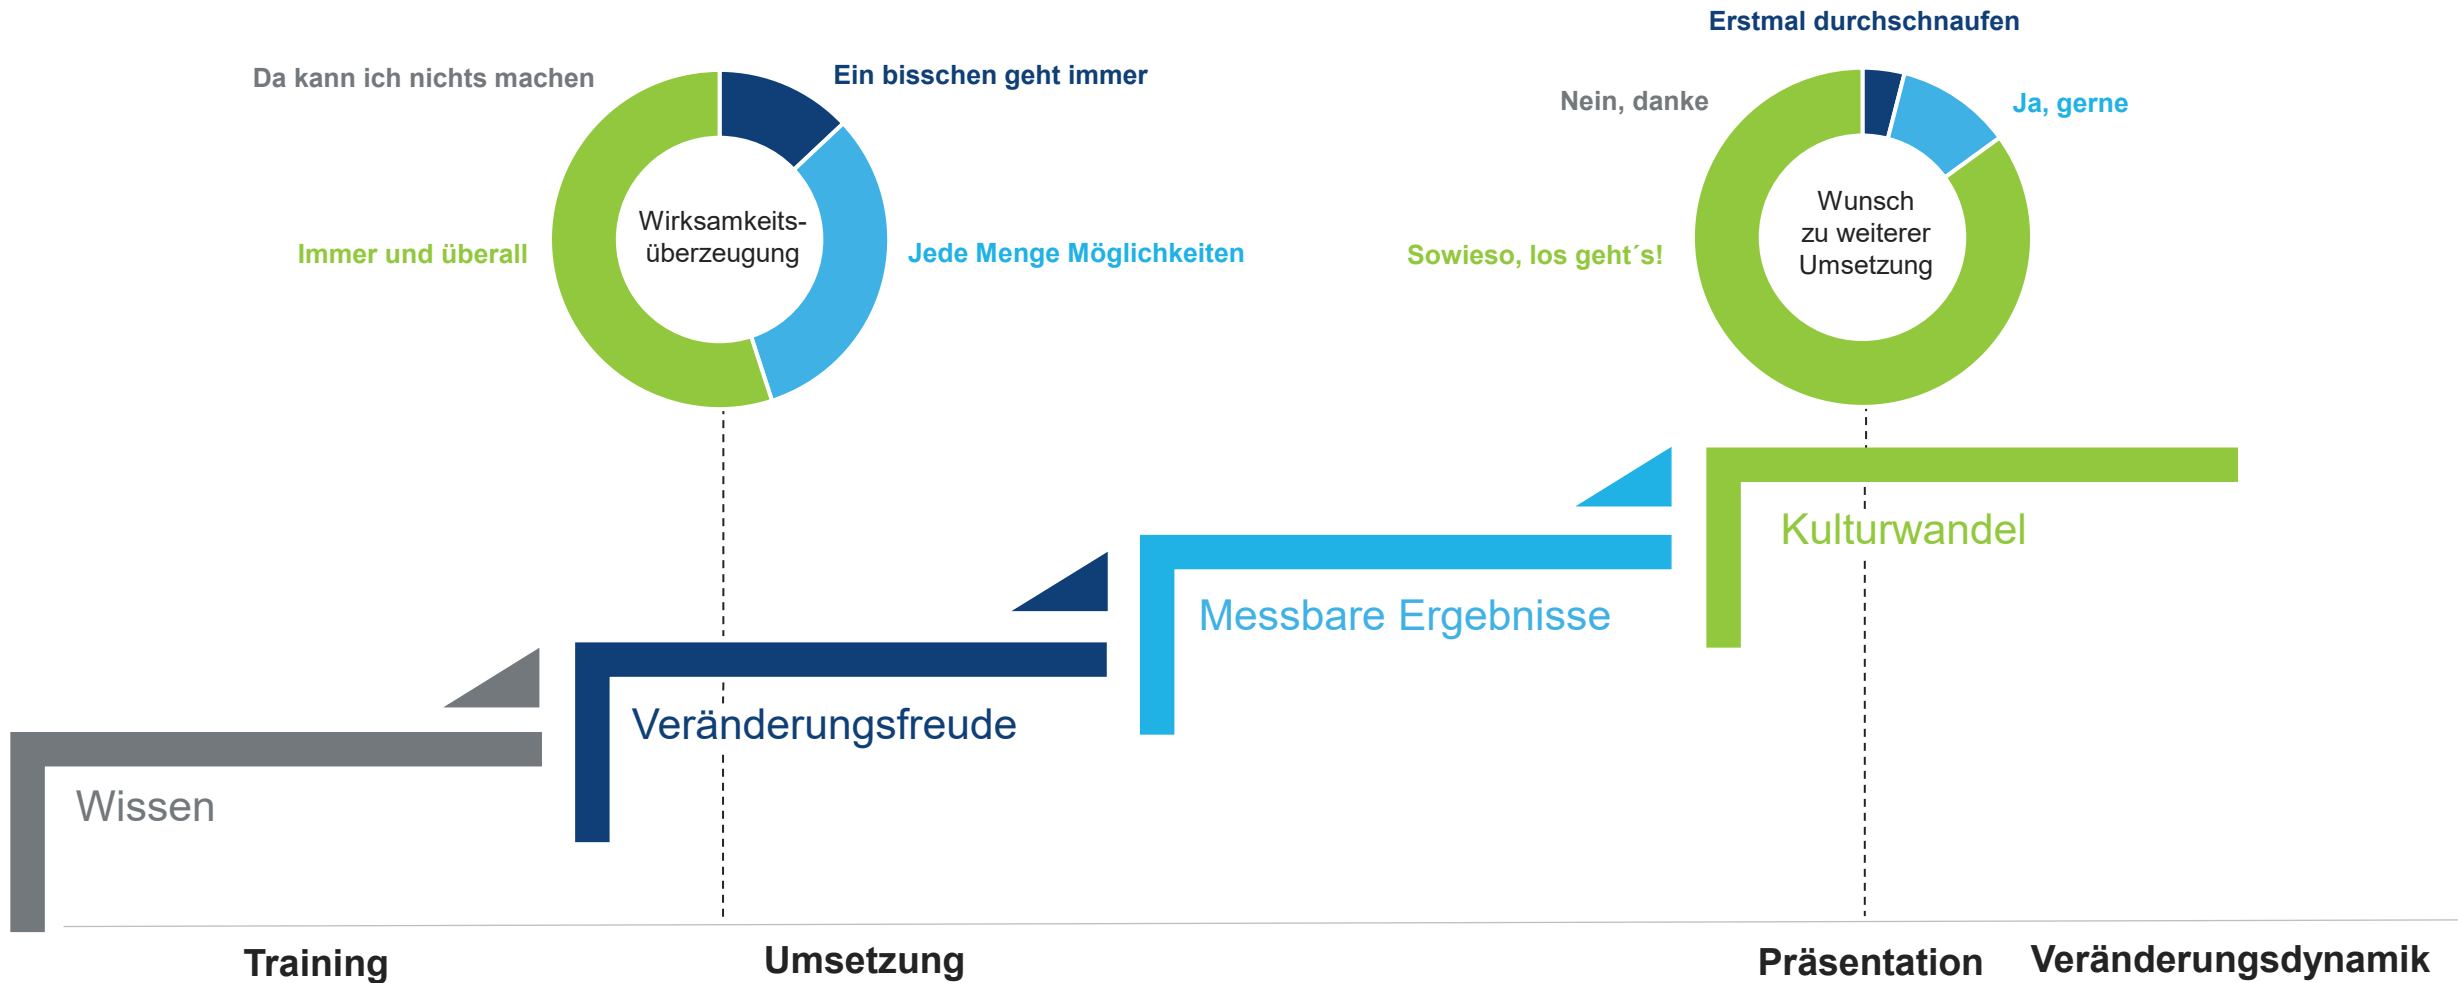 Erstmal durchschnaufen
Da kann ich nichts machen
Ein bisschen geht immer
Nein, danke
Ja, gerne
Wirksamkeits-
überzeugung
Wunsch
zu weiterer
Umsetzung
Immer und überall
Jede Menge Möglichkeiten
Sowieso, los geht´s!
Kulturwandel
Messbare Ergebnisse
Veränderungsfreude
Wissen
Training
Umsetzung
Präsentation
Veränderungsdynamik